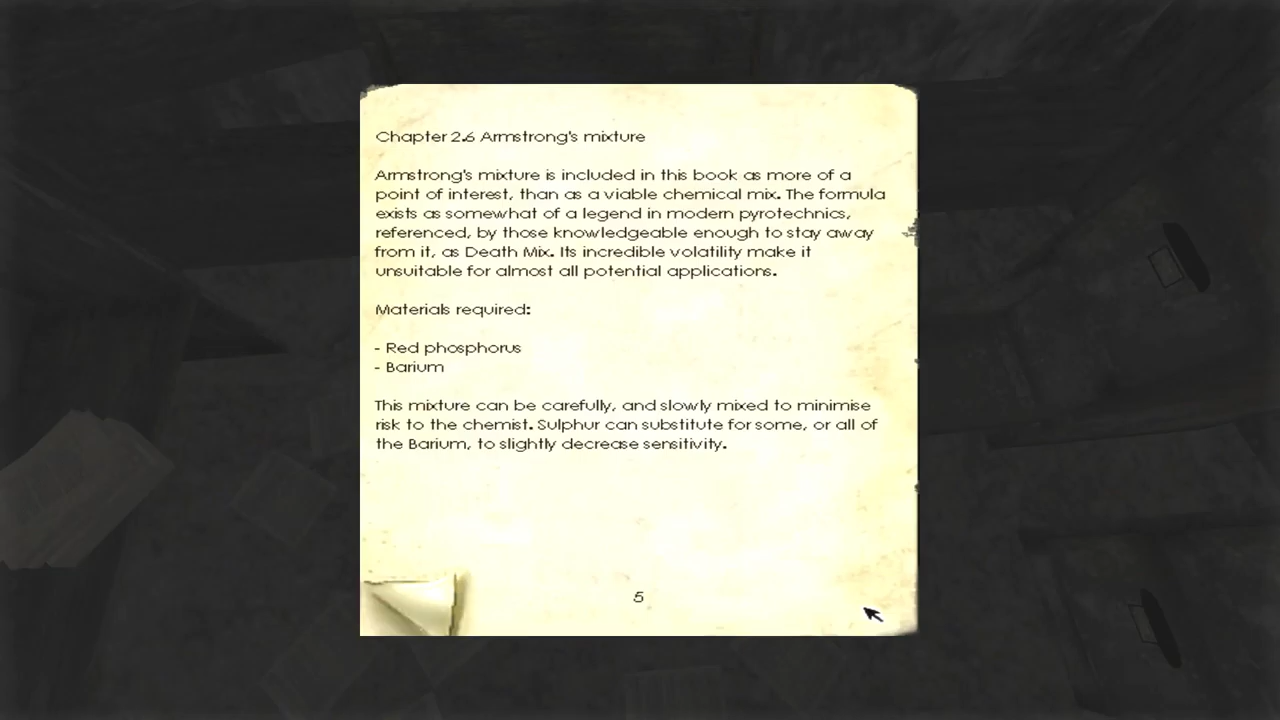 Chapter 2.6 Armstrong's mixture
Armstrong's mixture is included in this book as more of a
point of interest, than as a viable chemical mix. The formula
exists as somewhat of a legend in modern pyrotechnics,
referenced, by those knowledgeable enough to stay away
from it, as Death Mix. Its incredible volatility make it
unsuitable for almost all potential applications.
Materials required:
- Red phosphorus
- Barium
This mixture can be carefully, and slowly mixed to minimise
risk to the chemist. Sulphur can substitute for some, or all of
the Barium, to slightly decrease sensitivity.
5